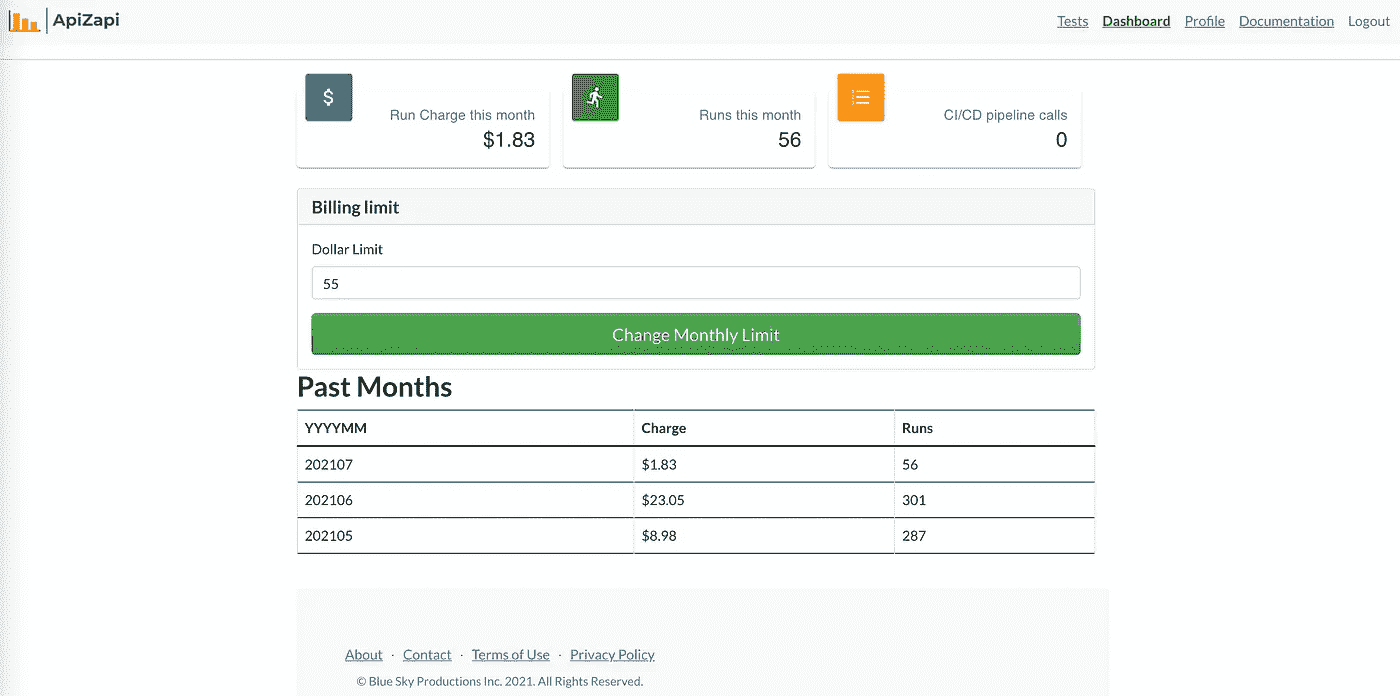 ApiZapi
Tests Dashboard Profile Documentation Logout
$
Run Charge this month
$1.83
Runs this month
56
CI/CD pipeline calls
0
Billing limit
Dollar Limit
55
Change Monthly Limit
Past Months
YYYYMM Charge Runs
202107 $1.83 56
202106 $23.05 301
202105 $8.98 287
About · Contact · Terms of Use · Privacy Policy
© Blue Sky Productions Inc. 2021. All Rights Reserved.